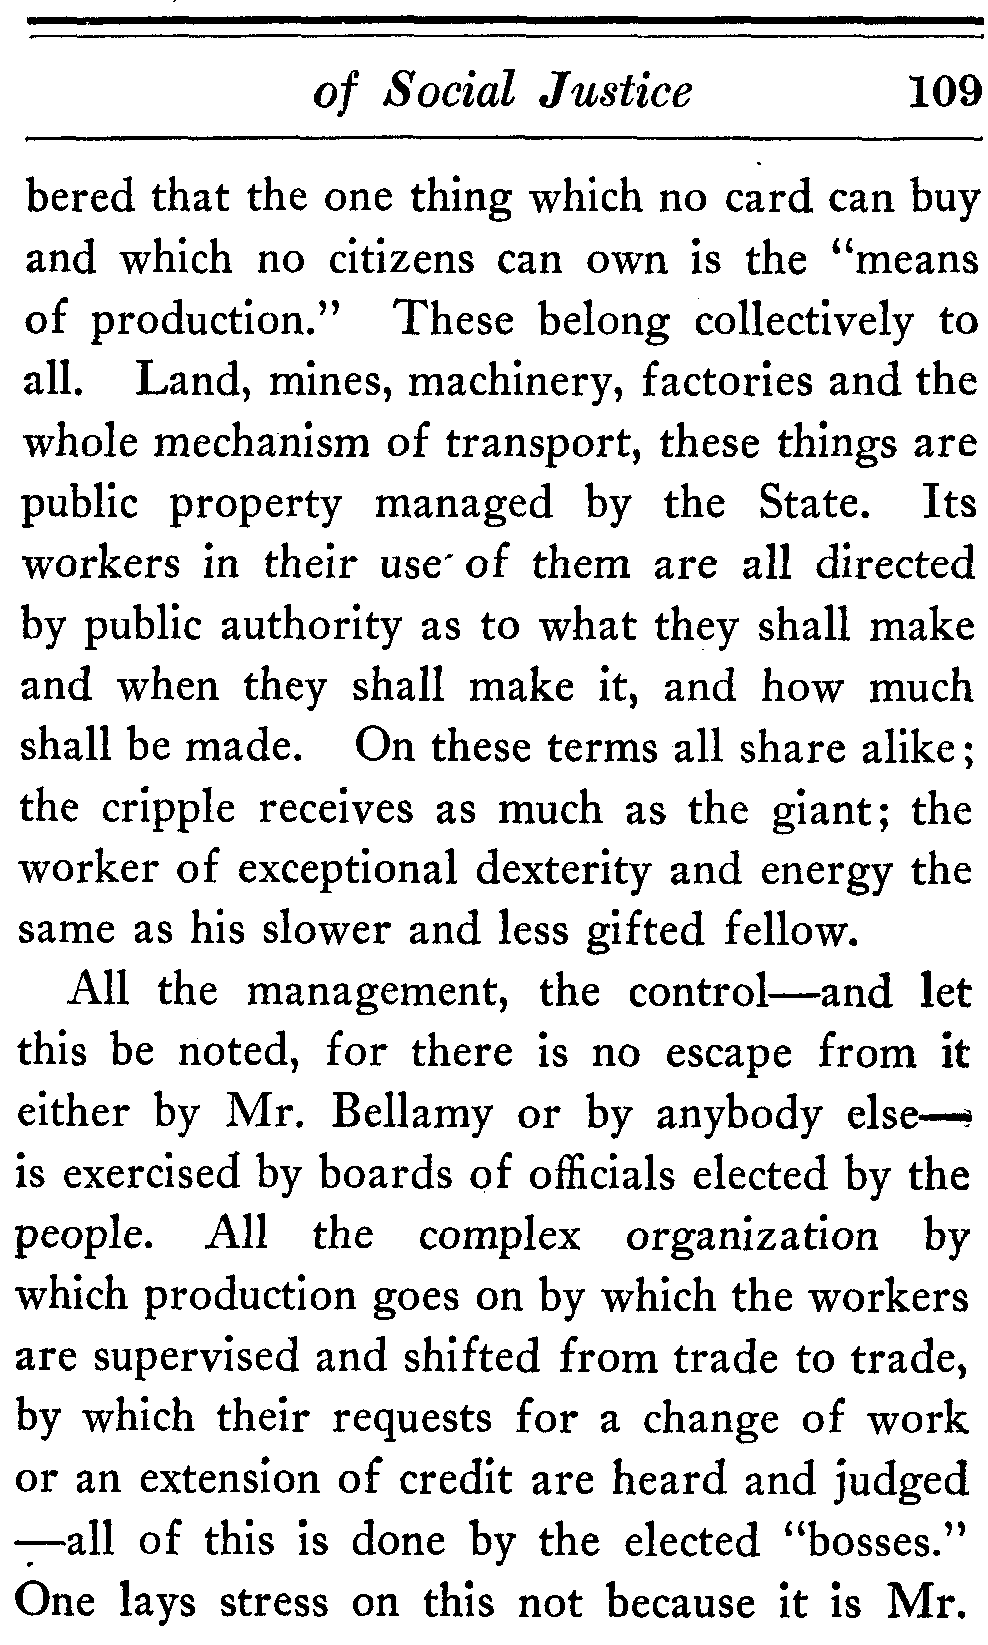 of Social Justice 109
bered that the one thing which no card can buy
and which no citizens can own is the “means
of production.” These belong collectively to
all. Land, mines, machinery, factories and the
whole mechanism of transport, these things are
public property managed by the State. Its
workers in their use of them are all directed
by public authority as to what they shall make
and when they shall make it, and how much
shall be made. On these terms all share alike;
the cripple receives as much as the giant; the
worker of exceptional dexterity and energy the
same as his slower and less gifted fellow.
All the management, the control—and let
this be noted, for there is no escape from it
either by Mr. Bellamy or by anybody else—
is exercised by boards of officials elected by the
people. All the complex organization by
which production goes on by which the workers
are supervised and shifted from trade to trade,
by which their requests for a change of work
or an extension of credit are heard and judged
—all of this is done by the elected “bosses.”
One lays stress on this not because it is Mr.